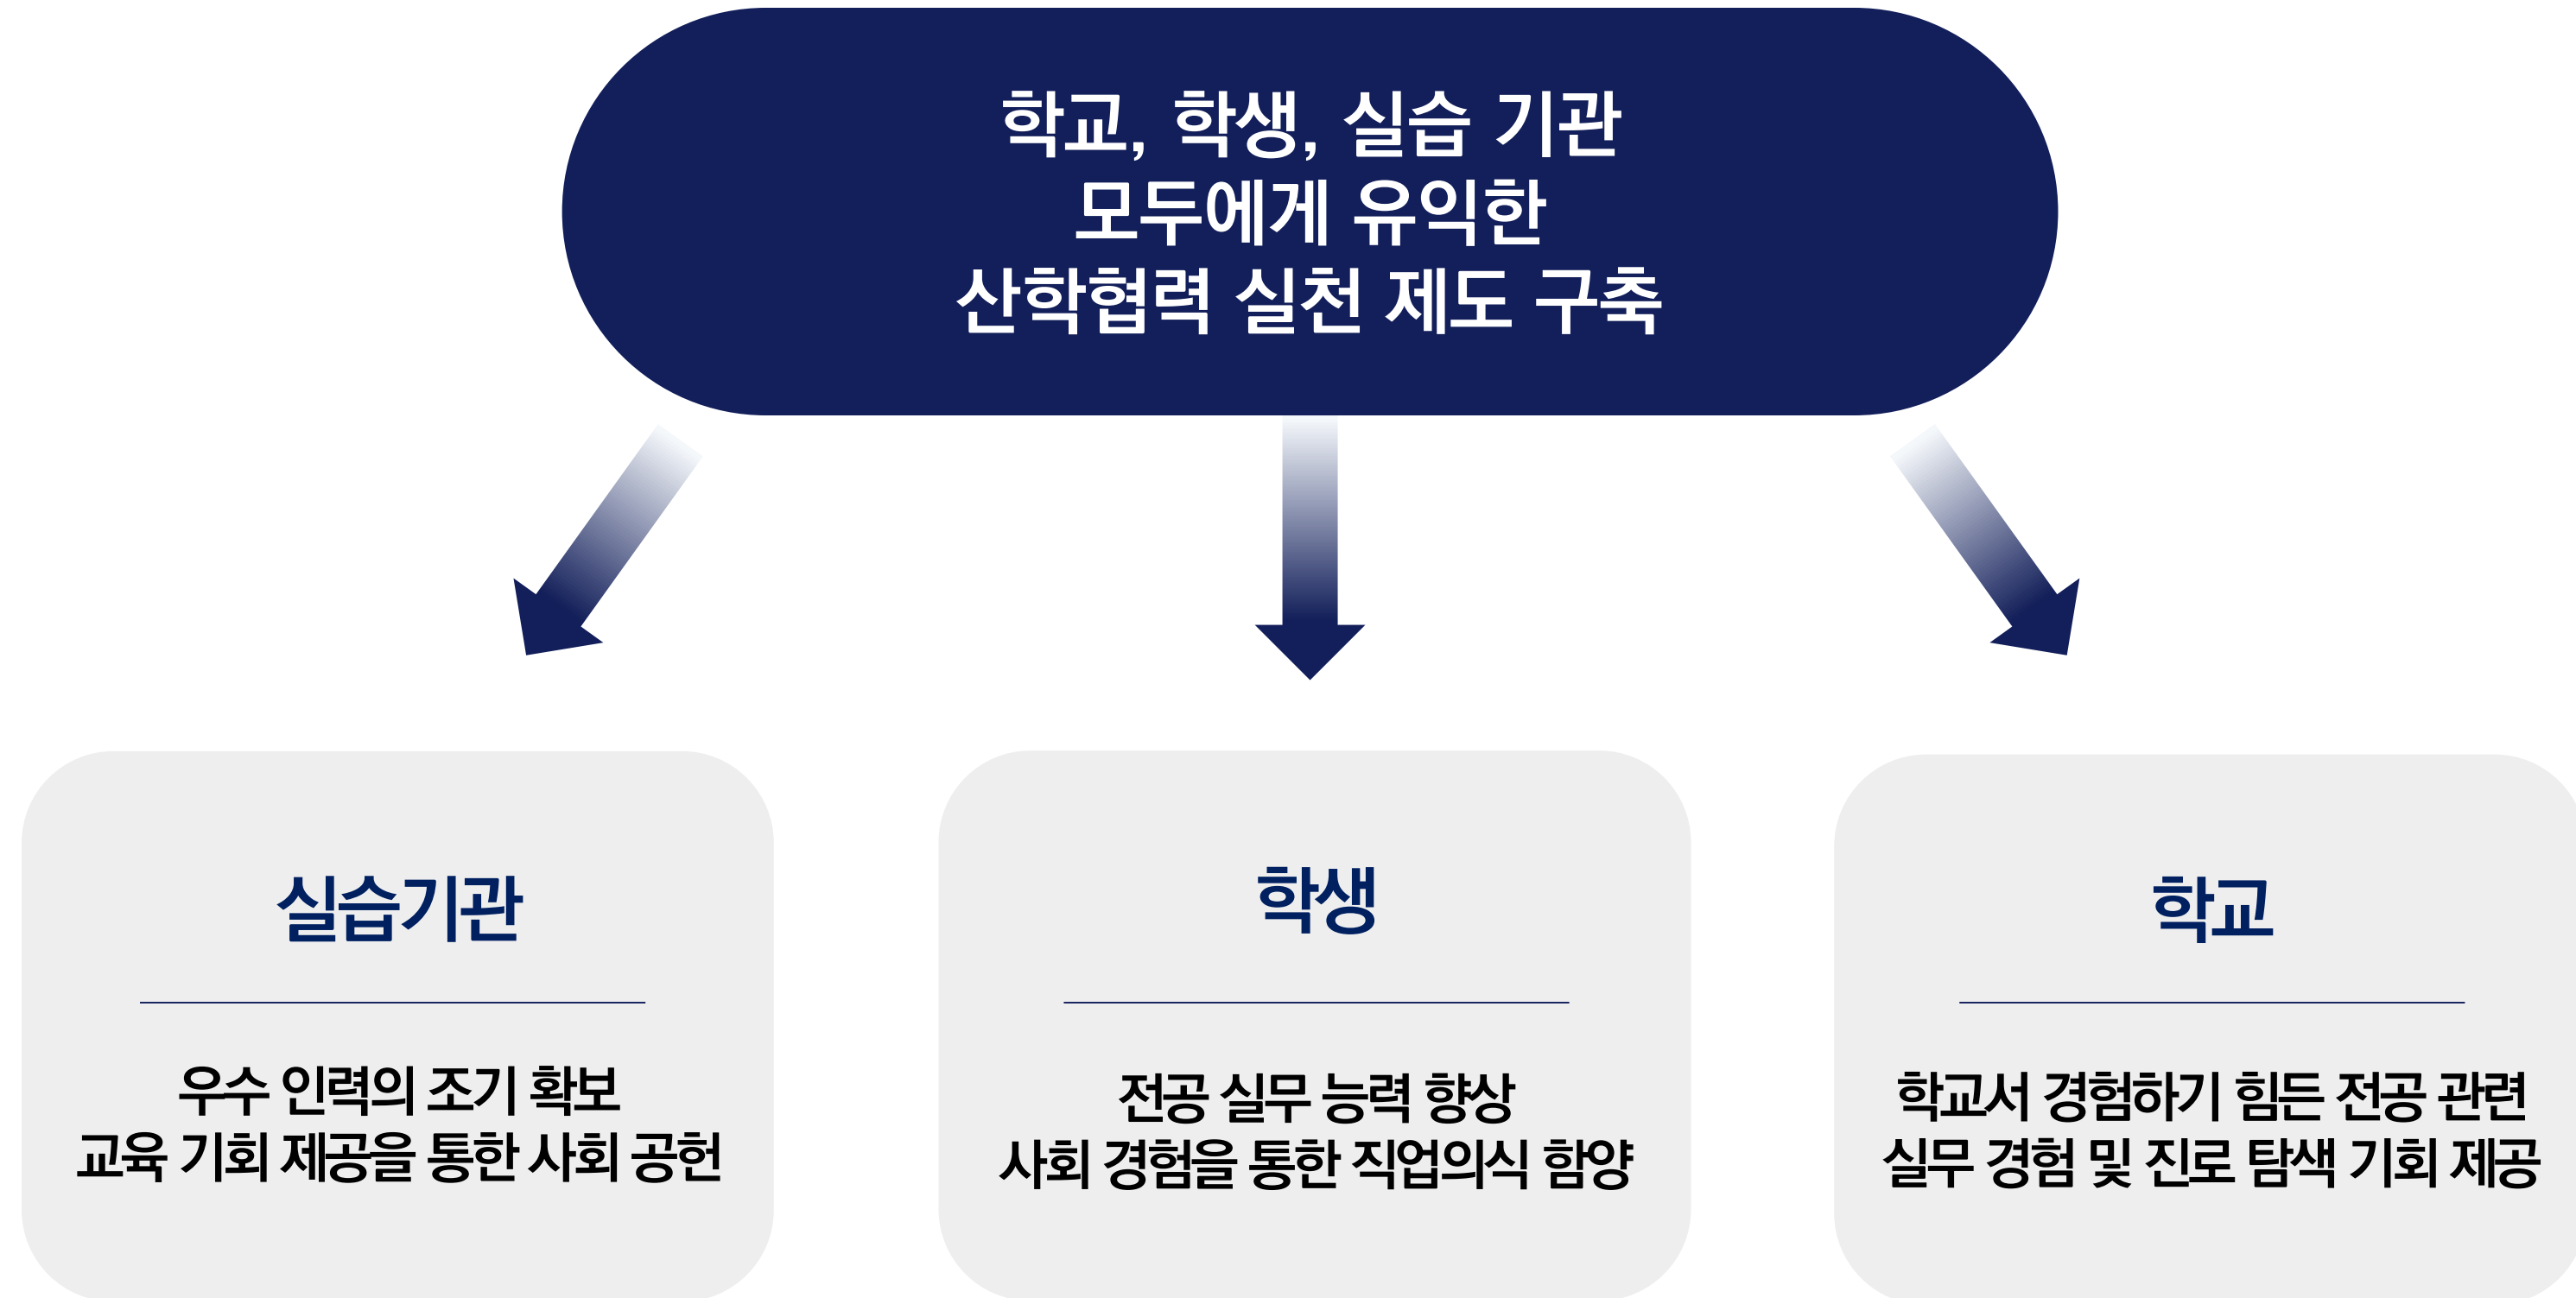 학교, 학생, 실습 기관
모두에게 유익한
산학협력 실천 제도 구축
실습기관
우수 인력의 조기 확보
교육 기회 제공을 통한 사회 공헌
학생
전공 실무 능력 향상
사회 경험을 통한 직업의식 함양
학교
학교서 경험하기 힘든 전공 관련
실무 경험 및 진로 탐색 기회 제공